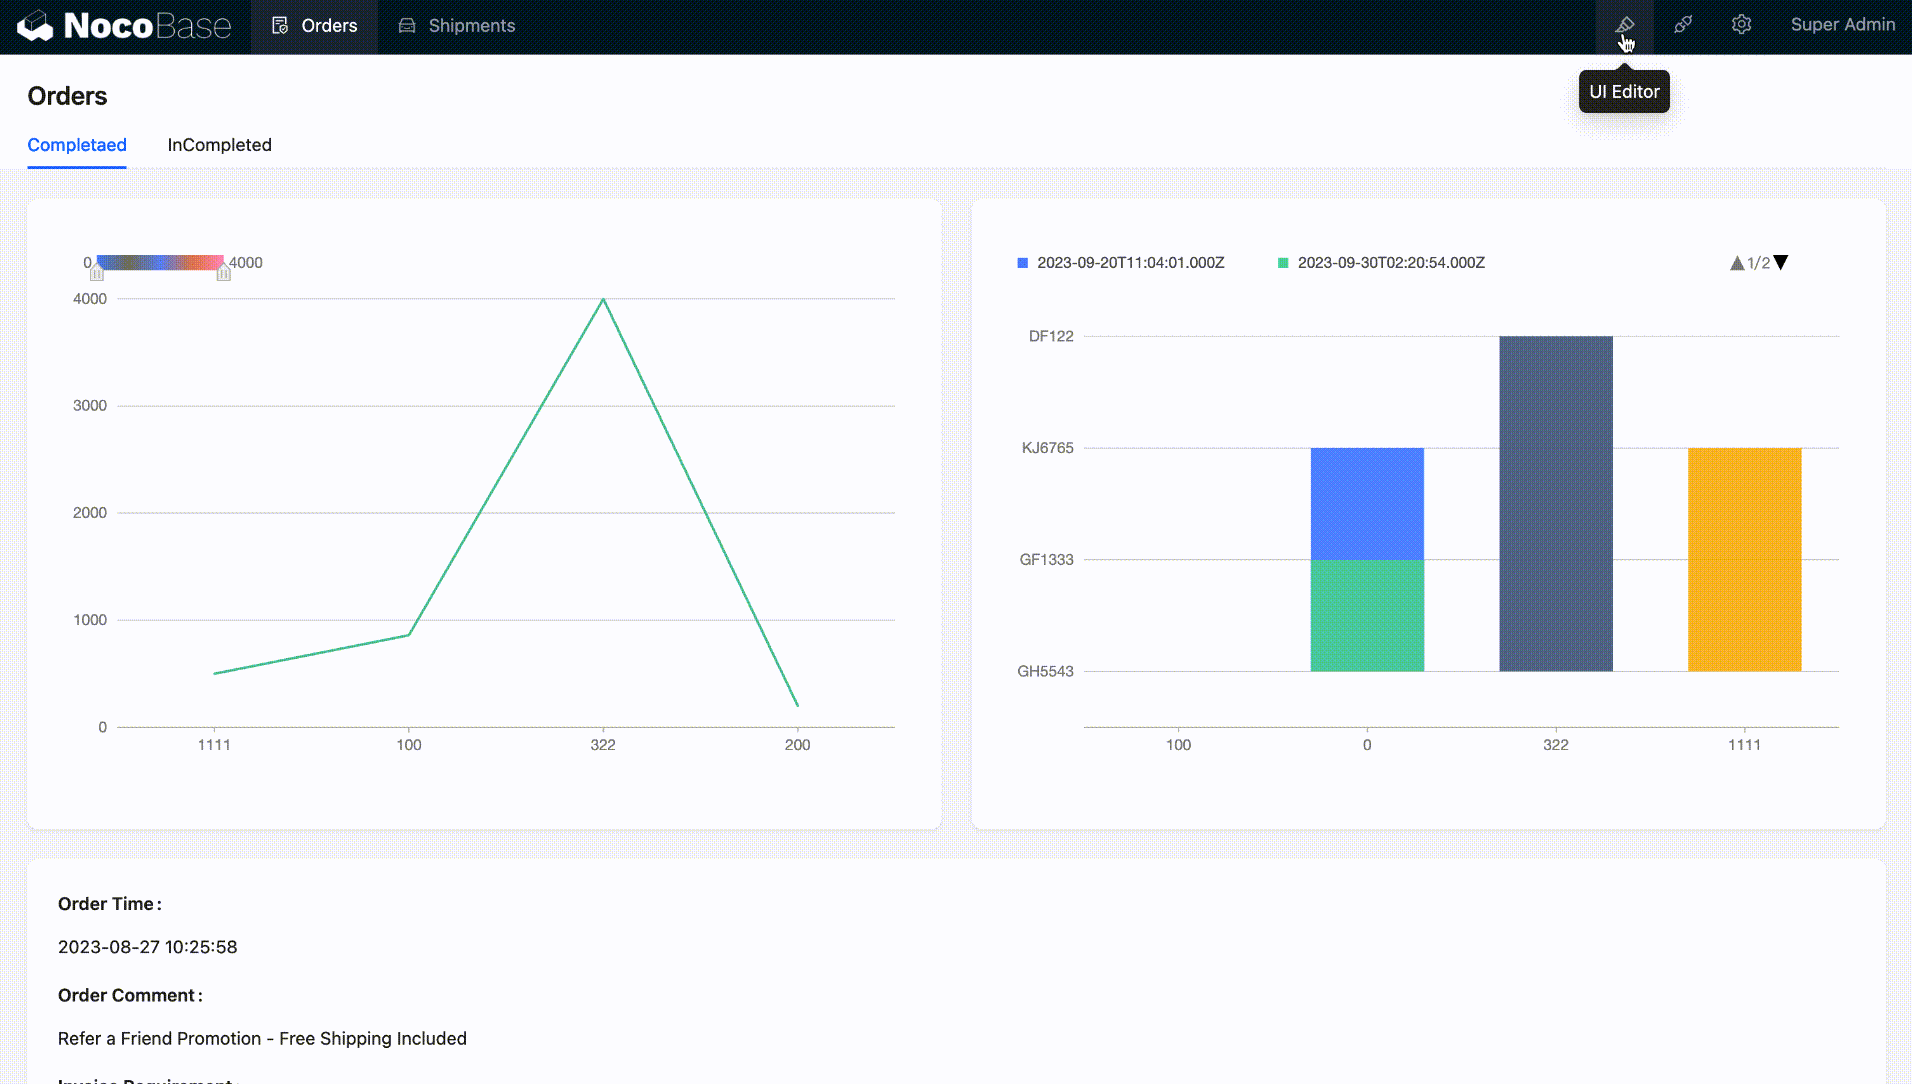 NocoBase Orders Shipments Super Admin
UI Editor
Orders
Completaed InCompleted
0 4000
4000
3000
2000
1000
0
1111 100 322 200
2023-09-20T11:04:01.000Z 2023-09-30T02:20:54.000Z 1/2
DF122
KJ6765
GF1333
GH5543
100 0 322 1111
Order Time:
2023-08-27 10:25:58
Order Comment:
Refer a Friend Promotion - Free Shipping Included
Invoice Requirement: